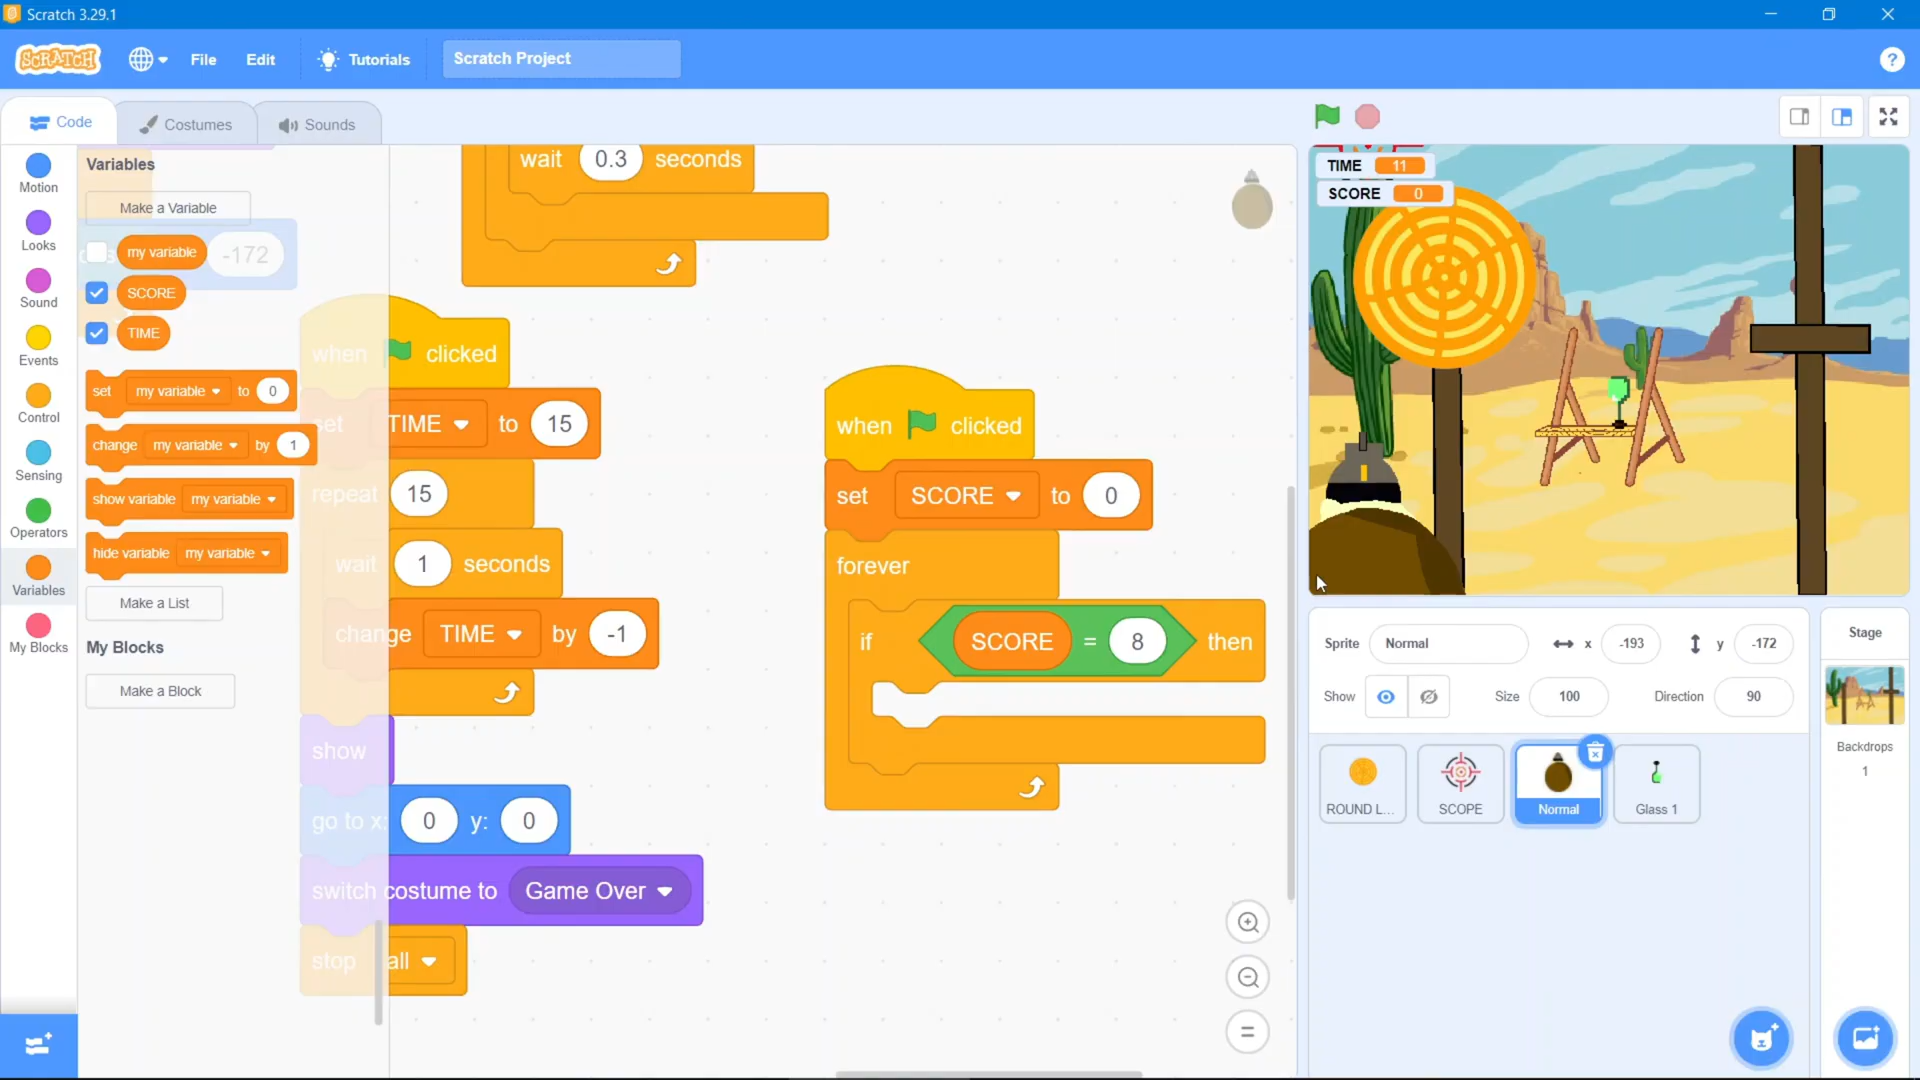 Scratch 3.29.1
SCRATCH File Edit Tutorials Scratch Project ?
Code Costumes Sounds
Motion
Looks
Sound
Events
Control
Sensing
Operators
Variables
My Blocks
Variables
Make a Variable
my variable -172
SCORE
TIME
set my variable to 0
change my variable by 1
show variable my variable
hide variable my variable
Make a List
My Blocks
Make a Block
wait 0.3 seconds
when clicked
set TIME to 15
repeat 15
wait 1 seconds
change TIME by -1
show
go to x: 0 y: 0
switch costume to Game Over
stop all
when clicked
set SCORE to 0
forever
if SCORE = 8 then
TIME 11
SCORE 0
Sprite Normal x -193 y -172
Show Size 100 Direction 90
ROUND L...
SCOPE
Normal
Glass 1
Stage
Backdrops
1